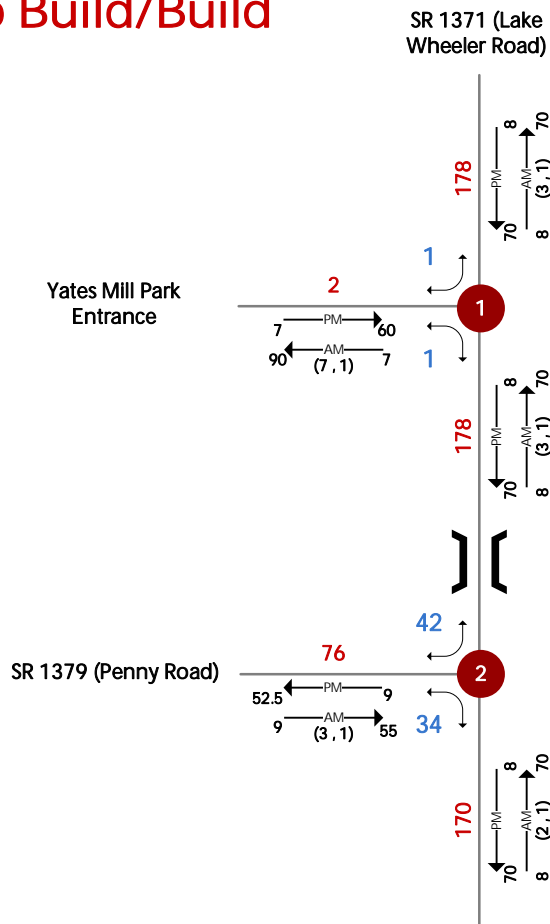 Build/Build
SR 1371 (Lake
Wheeler Road)
8
70
178
PM
AM
(3 , 1)
70
8
1
2
Yates Mill Park
Entrance
1
7
PM
60
90
AM
7
(7 , 1)
1
8
70
178
PM
AM
(3 , 1)
70
8
42
76
SR 1379 (Penny Road)
2
52.5
PM
9
9
AM
55
(3 , 1)
34
8
70
170
PM
AM
(2 , 1)
70
8